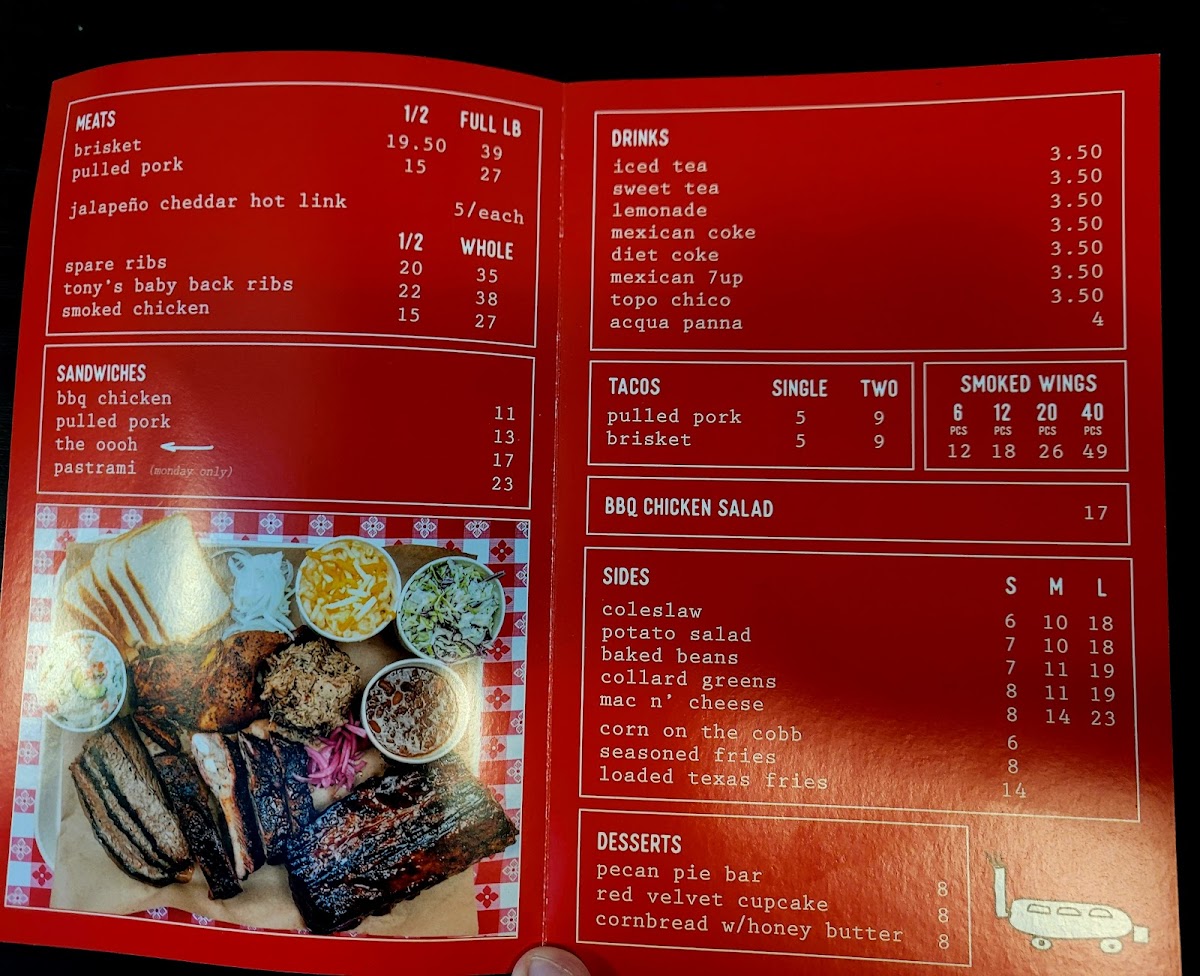 MEATS 1/2 FULL LB
brisket 19.50 39
pulled pork 15 27
jalapeño cheddar hot link 5/each
1/2 WHOLE
spare ribs 20 35
tony's baby back ribs 22 38
smoked chicken 15 27
SANDWICHES
bbq chicken 11
pulled pork 13
the oooh 17
pastrami (monday only) 23
DRINKS
iced tea 3.50
sweet tea 3.50
lemonade 3.50
mexican coke 3.50
diet coke 3.50
mexican 7up 3.50
topo chico 3.50
acqua panna 4
TACOS SINGLE TWO
pulled pork 5 9
brisket 5 9
SMOKED WINGS
6 12 20 40
PCS PCS PCS PCS
12 18 26 49
BBQ CHICKEN SALAD 17
SIDES S M L
coleslaw 6 10 18
potato salad 7 10 18
baked beans 7 11 19
collard greens 8 11 19
mac n' cheese 8 14 23
corn on the cobb 6
seasoned fries 8
loaded texas fries 14
DESSERTS
pecan pie bar 8
red velvet cupcake 8
cornbread w/honey butter 8